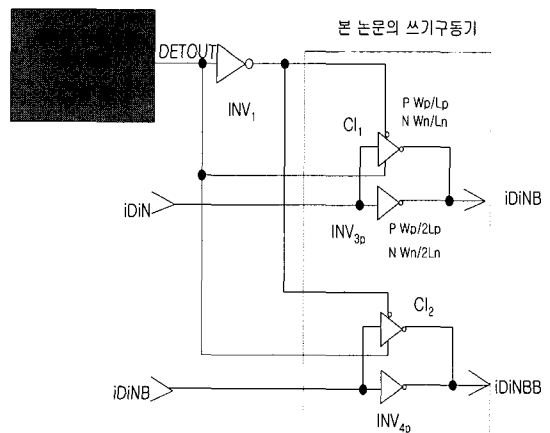 본 논문의 쓰기구동기
DETOUT
INV1
P Wp/Lp
N Wn/Ln
CI1
iDiN
iDiNB
INV3p
P Wp/2Lp
N Wn/2Ln
CI2
iDiNB
iDiNBB
INV4p